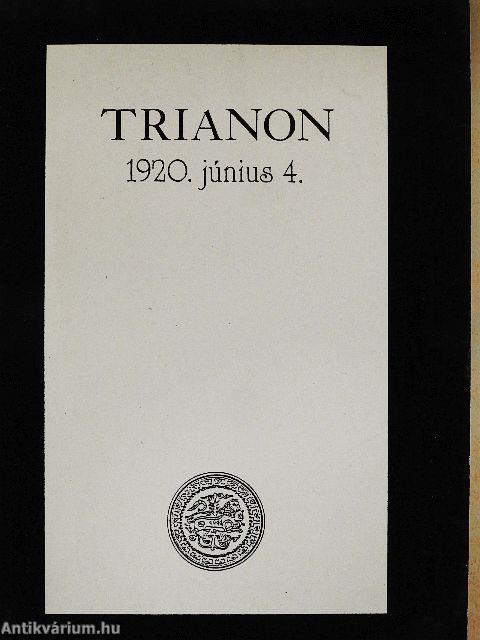 TRIANON
1920. június 4.
Antikvárium.hu